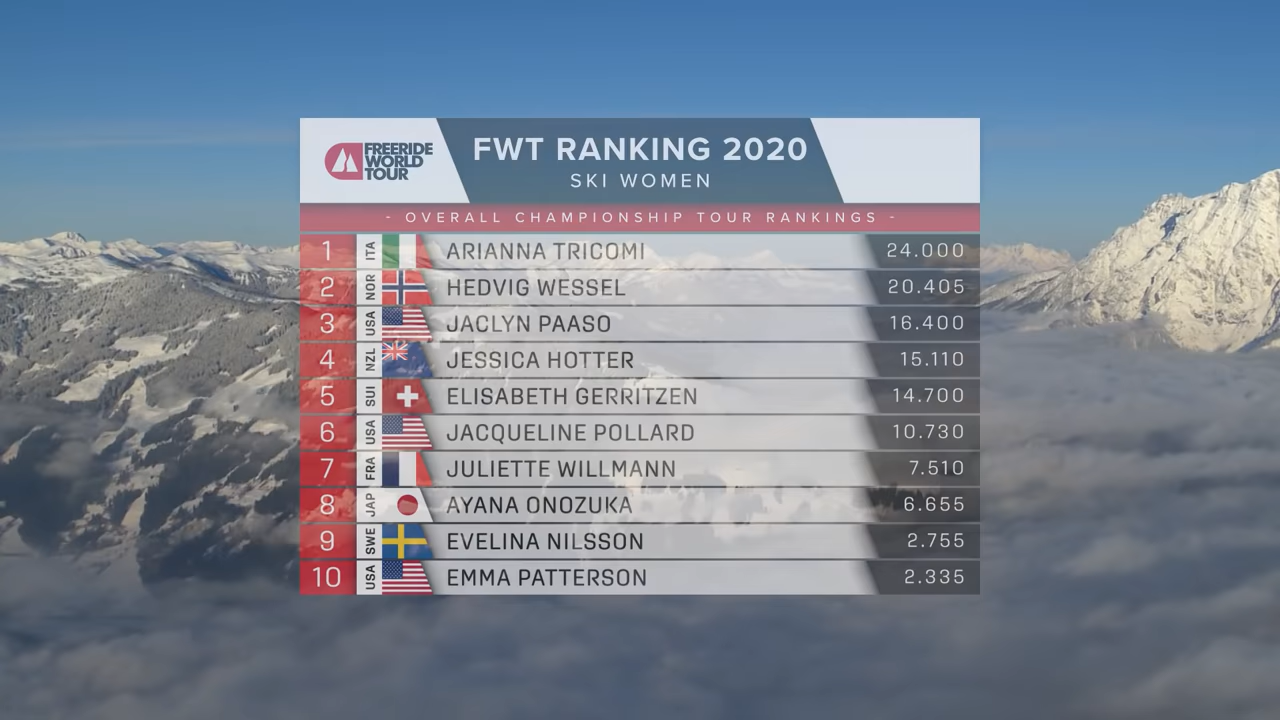 FREERIDE
WORLD
TOUR
FWT RANKING 2020
SKI WOMEN
- OVERALL CHAMPIONSHIP TOUR RANKINGS -
1 ITA ARIANNA TRICOMI 24.000
2 NOR HEDVIG WESSEL 20.405
3 USA JACLYN PAASO 16.400
4 NZL JESSICA HOTTER 15.110
5 SUI ELISABETH GERRITZEN 14.700
6 USA JACQUELINE POLLARD 10.730
7 FRA JULIETTE WILLMANN 7.510
8 JAP AYANA ONOZUKA 6.655
9 SWE EVELINA NILSSON 2.755
10 USA EMMA PATTERSON 2.335